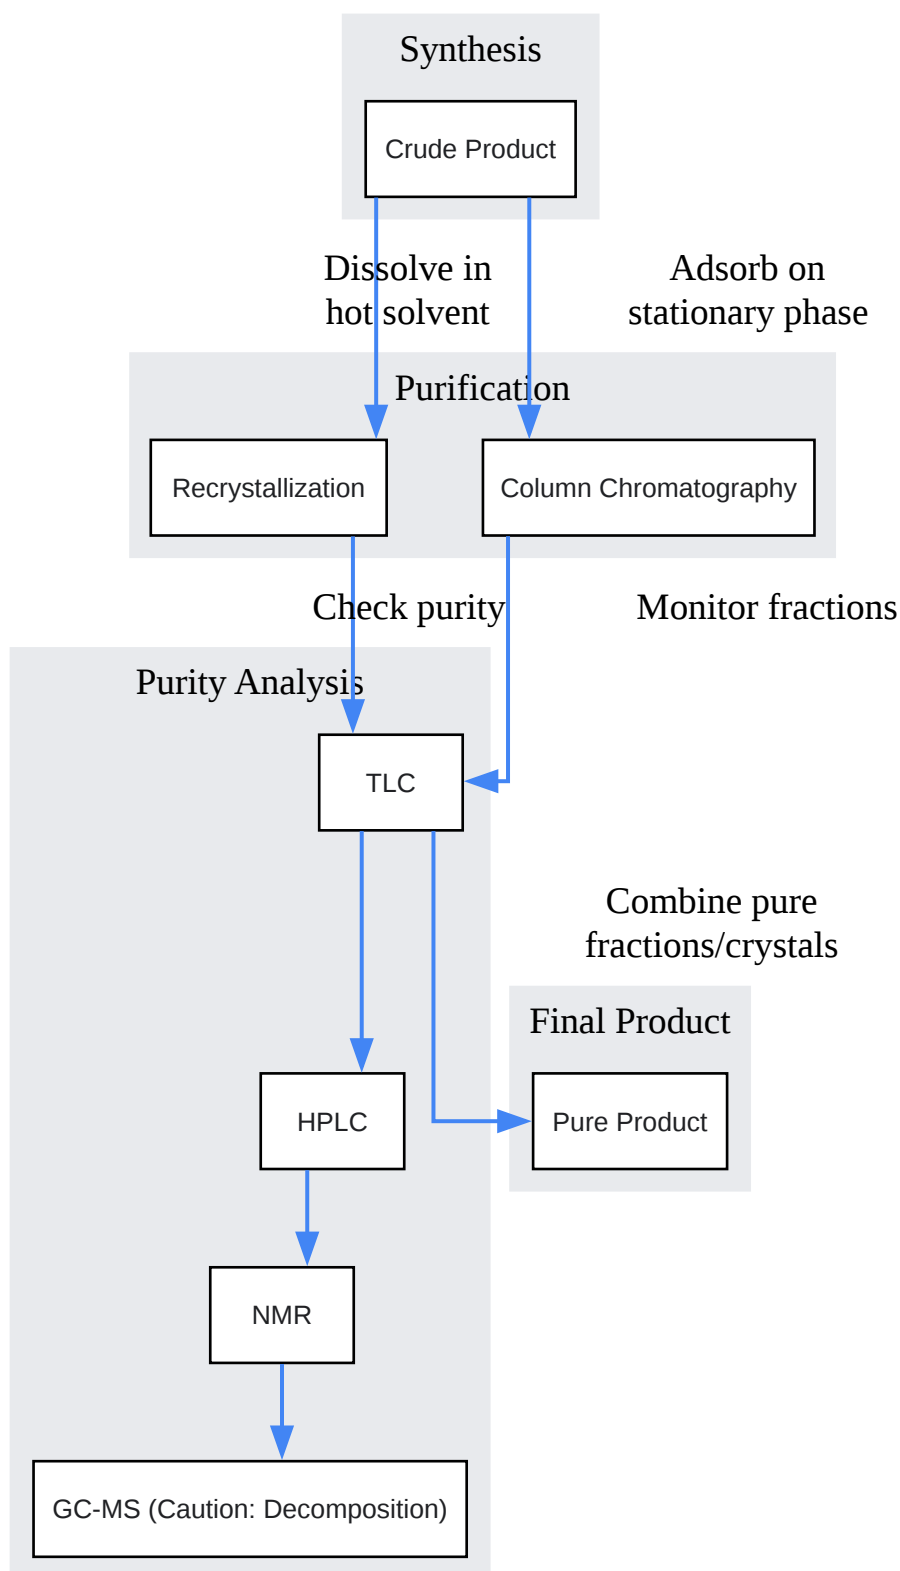 Synthesis
Crude Product
Dissolve in
hot solvent
Adsorb on
stationary phase
Purification
Recrystallization
Column Chromatography
Check purity
Monitor fractions
Purity Analysis
TLC
Combine pure
fractions/crystals
Final Product
HPLC
Pure Product
NMR
GC-MS (Caution: Decomposition)